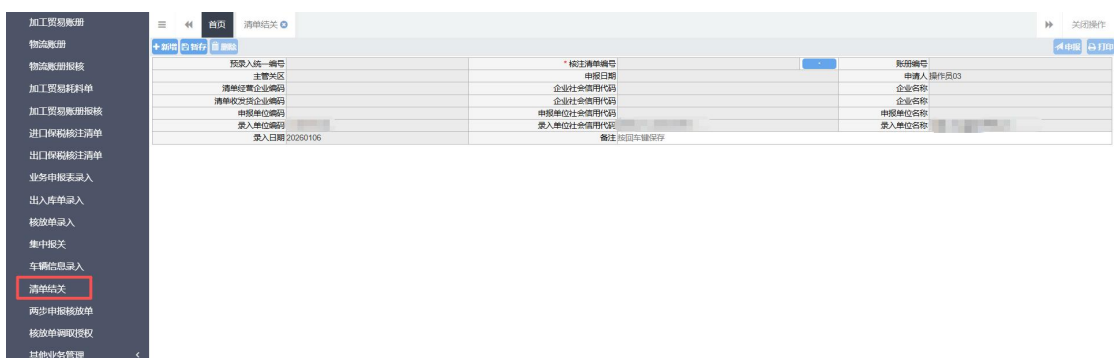 加工贸易账册
物流账册
物流账册报核
加工贸易耗料单
加工贸易账册报核
进口保税核注清单
出口保税核注清单
业务申报表录入
出入库单录入
核放单录入
集中报关
车辆信息录入
清单结关
两步申报核放单
核放单调取授权
其他业务管理
首页 清单结关 关闭操作
+新增 暂存 删除 申报 打印
预录入统一编号 *核注清单编号 账册编号
主管关区 申报日期 申请人 操作员03
清单经营企业编码 企业社会信用代码 企业名称
清单收发货企业编码 企业社会信用代码 企业名称
申报单位编码 申报单位社会信用代码 申报单位名称
录入单位编码 录入单位社会信用代码 录入单位名称
录入日期 20260106 备注 按回车键保存